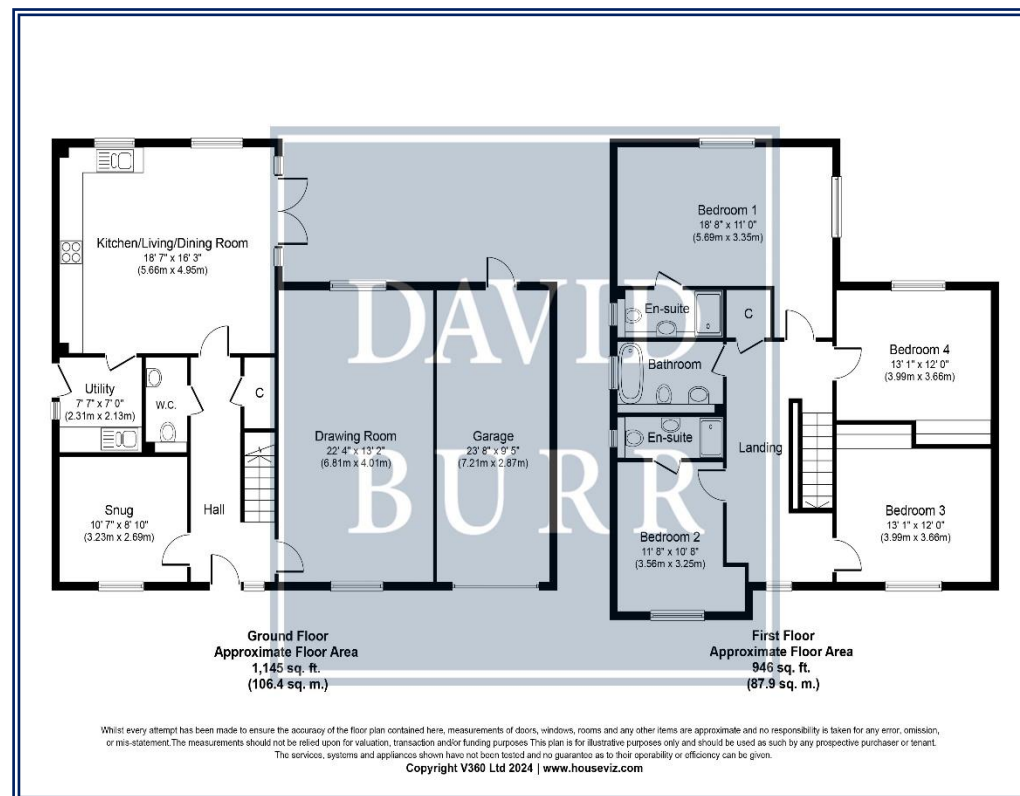 Kitchen/Living/Dining Room
18' 7" x 16' 3"
(5.66m x 4.95m)
Utility
7' 7" x 7' 0"
(2.31m x 2.13m)
W.C.
C
Snug
10' 7" x 8' 10"
(3.23m x 2.69m)
Hall
Drawing Room
22' 4" x 13' 2"
(6.81m x 4.01m)
Garage
23' 8" x 9' 5"
(7.21m x 2.87m)
DAVID
BURR
Bedroom 1
18' 8" x 11' 0"
(5.69m x 3.35m)
En-suite
C
Bathroom
En-suite
Landing
Bedroom 4
13' 1" x 12' 0"
(3.99m x 3.66m)
Bedroom 2
11' 8" x 10' 8"
(3.56m x 3.25m)
Bedroom 3
13' 1" x 12' 0"
(3.99m x 3.66m)
Ground Floor
Approximate Floor Area
1,145 sq. ft.
(106.4 sq. m.)
First Floor
Approximate Floor Area
946 sq. ft.
(87.9 sq. m.)
Whilst every attempt has been made to ensure the accuracy of the floor plan contained here, measurements of doors, windows, rooms and any other items are approximate and no responsibility is taken for any error, omission,
or mis-statement. The measurements should not be relied upon for valuation, transaction and/or funding purposes This plan is for illustrative purposes only and should be used as such by any prospective purchaser or tenant.
The services, systems and appliances shown have not been tested and no guarantee as to their operability or efficiency can be given.
Copyright V360 Ltd 2024 | www.houseviz.com